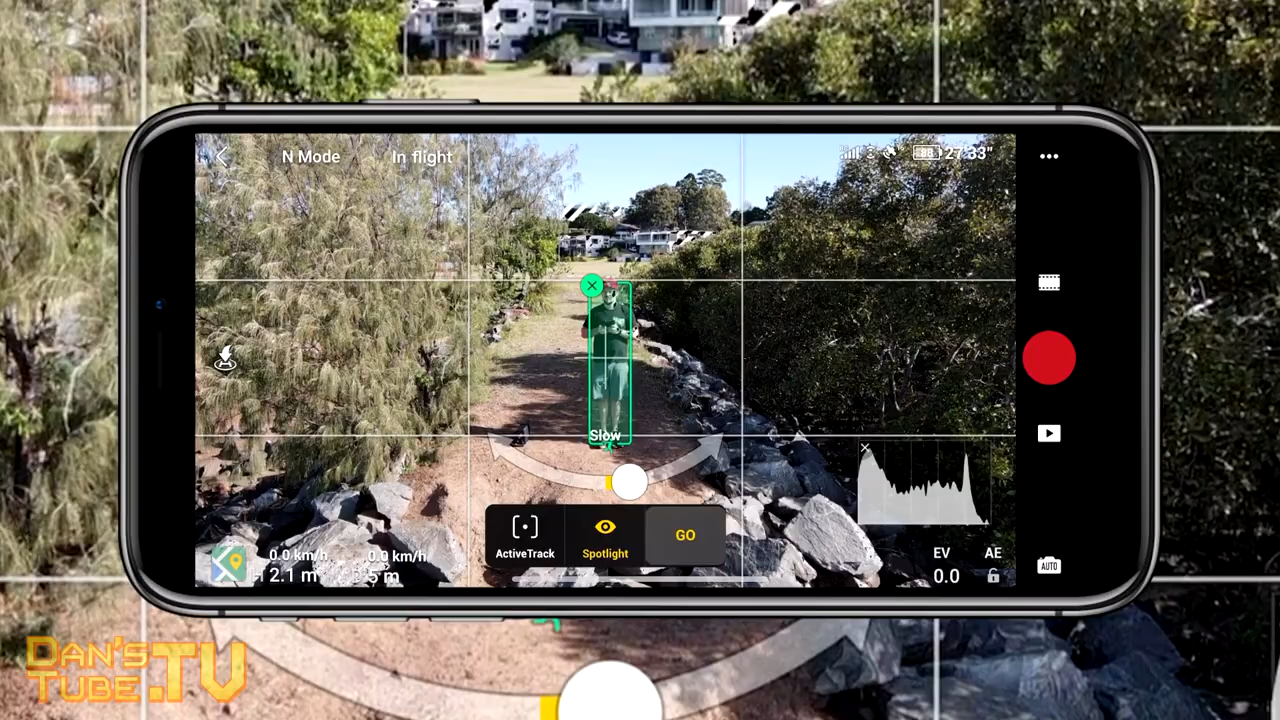 N Mode
In flight
88
27'33"
Slow
ActiveTrack
Spotlight
GO
0.0 km/h
0.0 km/h
2.1 m
5 m
EV
AE
0.0
AUTO
DAN'S
TUBE.TV